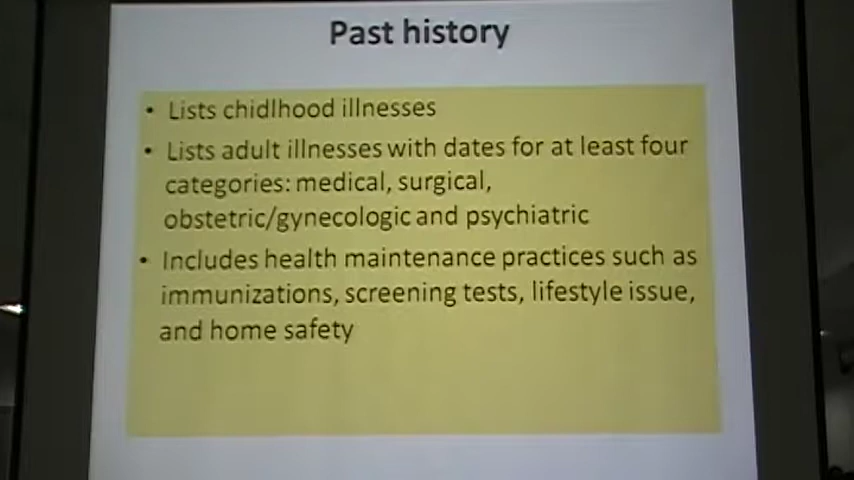 Past history
• Lists chidlhood illnesses
• Lists adult illnesses with dates for at least four
categories: medical, surgical,
obstetric/gynecologic and psychiatric
• Includes health maintenance practices such as
immunizations, screening tests, lifestyle issue,
and home safety